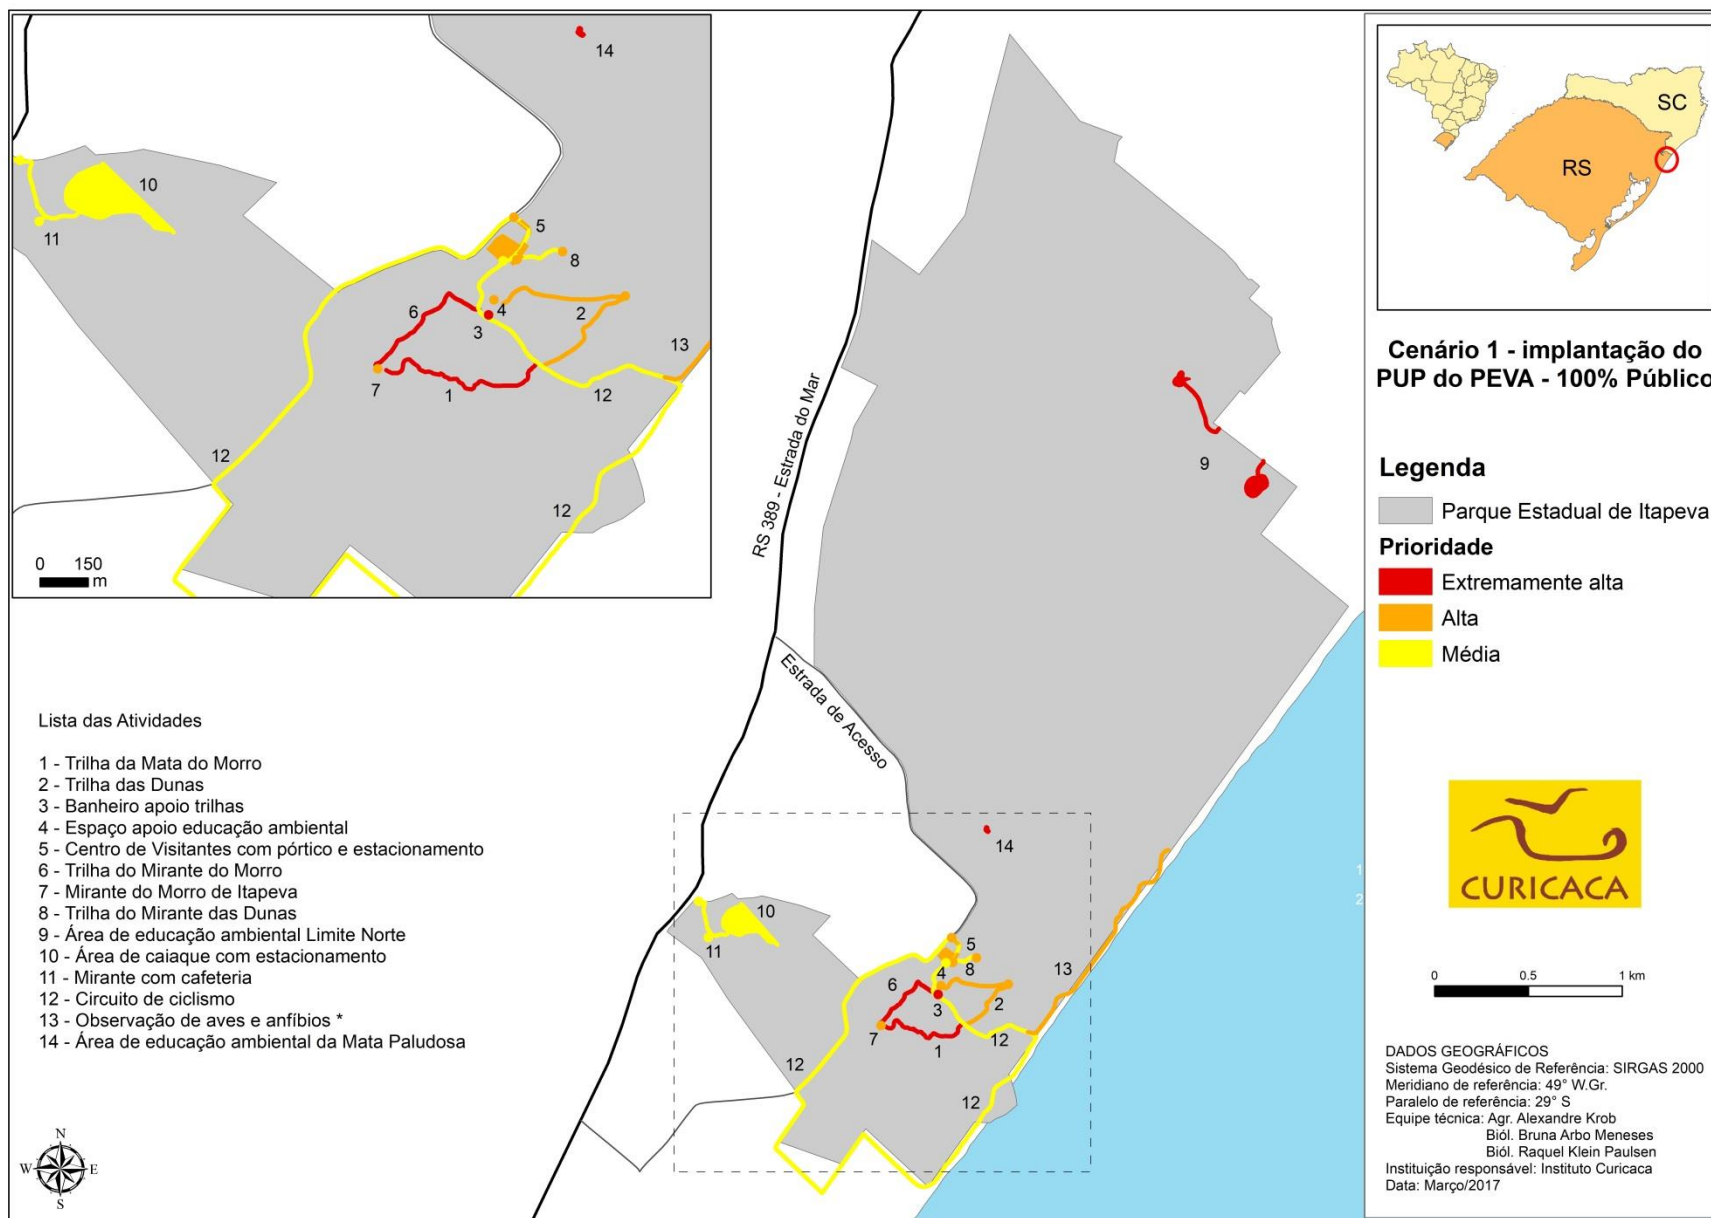 14
10
11
5
8
4
3
6
2
13
7
1
12
12
12
0 150
m
RS 389 - Estrada do Mar
Estrada de Acesso
9
14
10
11
5
8
4
6
3
2
13
7
1
12
12
12
1
2
Lista das Atividades
1 - Trilha da Mata do Morro
2 - Trilha das Dunas
3 - Banheiro apoio trilhas
4 - Espaço apoio educação ambiental
5 - Centro de Visitantes com pórtico e estacionamento
6 - Trilha do Mirante do Morro
7 - Mirante do Morro de Itapeva
8 - Trilha do Mirante das Dunas
9 - Área de educação ambiental Limite Norte
10 - Área de caiaque com estacionamento
11 - Mirante com cafeteria
12 - Circuito de ciclismo
13 - Observação de aves e anfíbios *
14 - Área de educação ambiental da Mata Paludosa
N
W E
S
SC
RS
Cenário 1 - implantação do
PUP do PEVA - 100% Público
Legenda
Parque Estadual de Itapeva
Prioridade
Extremamente alta
Alta
Média
CURICACA
0 0.5 1 km
DADOS GEOGRÁFICOS
Sistema Geodésico de Referência: SIRGAS 2000
Meridiano de referência: 49° W.Gr.
Paralelo de referência: 29° S
Equipe técnica: Agr. Alexandre Krob
Biól. Bruna Arbo Meneses
Biól. Raquel Klein Paulsen
Instituição responsável: Instituto Curicaca
Data: Março/2017